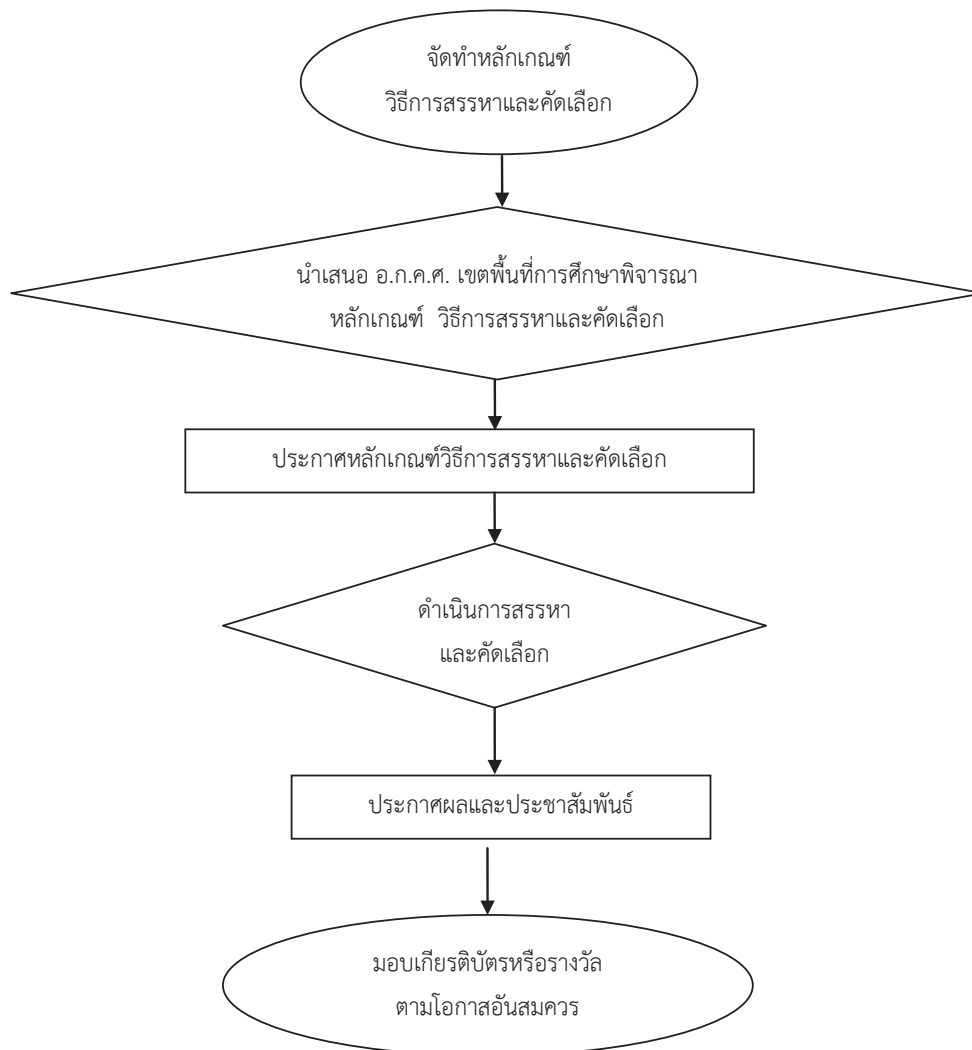 จัดทำหลักเกณฑ์
วิธีการสรรหาและคัดเลือก
นำเสนอ อ.ก.ค.ศ. เขตพื้นที่การศึกษาพิจารณา
หลักเกณฑ์ วิธีการสรรหาและคัดเลือก
ประกาศหลักเกณฑ์วิธีการสรรหาและคัดเลือก
ดำเนินการสรรหา
และคัดเลือก
ประกาศผลและประชาสัมพันธ์
มอบเกียรติบัตรหรือรางวัล
ตามโอกาสอันสมควร